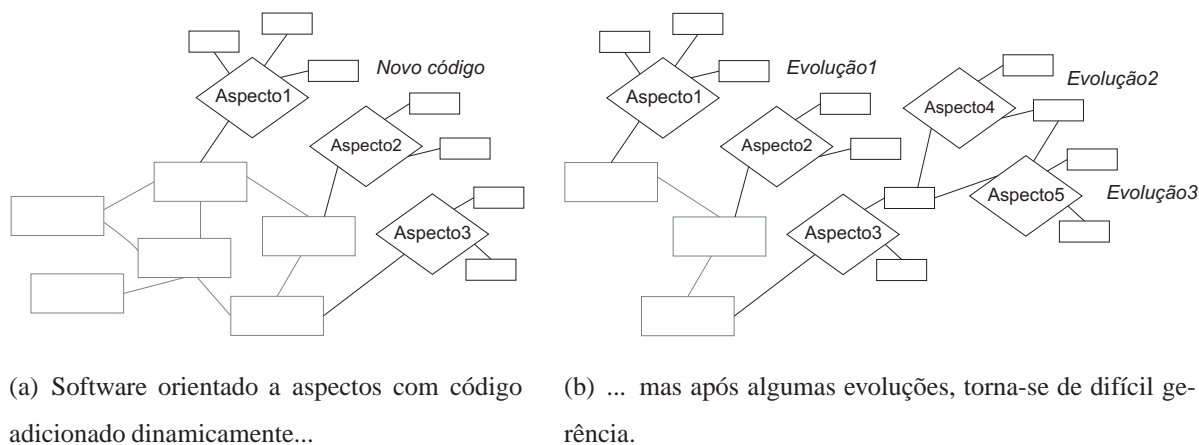 Aspecto1
Novo código
Aspecto2
Aspecto3
Aspecto1
Evolução1
Aspecto2
Aspecto3
Aspecto4
Evolução2
Aspecto5
Evolução3
(a) Software orientado a aspectos com código
adicionado dinamicamente...
(b) ... mas após algumas evoluções, torna-se de difícil ge-
rência.